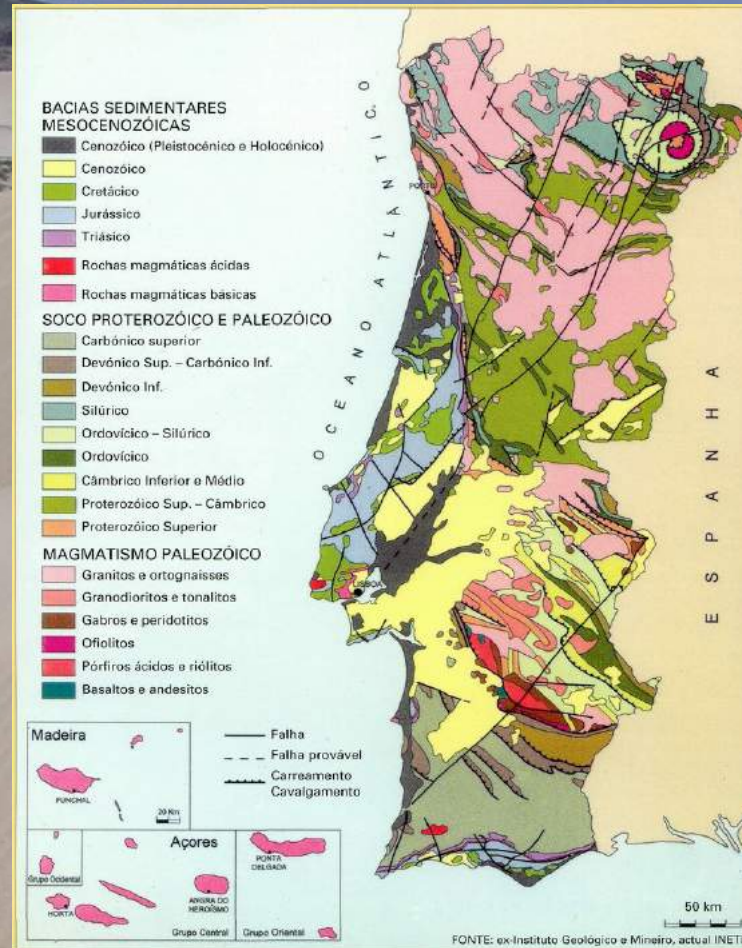 BACIAS SEDIMENTARES
MESOCENOZÓICAS
Cenozóico (Pleistocénico e Holocénico)
Cenozóico
Cretácico
Jurássico
Triásico
Rochas magmáticas ácidas
Rochas magmáticas básicas
SOCO PROTEROZÓICO E PALEOZÓICO
Carbónico superior
Devónico Sup. – Carbónico Inf.
Devónico Inf.
Silúrico
Ordovícico – Silúrico
Ordovícico
Câmbrico Inferior e Médio
Proterozóico Sup. – Câmbrico
Proterozóico Superior
MAGMATISMO PALEOZÓICO
Granitos e ortognaisses
Granodioritos e tonalitos
Gabros e peridotitos
Ofiolitos
Pórfiros ácidos e riólitos
Basaltos e andesitos
OCEANO ATLÂNTICO
PORTO
LISBOA
ESPANHA
Madeira
FUNCHAL
20 Km
Falha
Falha provável
Carreamento
Cavalgamento
Açores
Grupo Ocidental
HORTA
ANGRA DO
HEROÍSMO
Grupo Central
PONTA
DELGADA
Grupo Oriental
50 km
FONTE: ex-Instituto Geológico e Mineiro, actual INETI